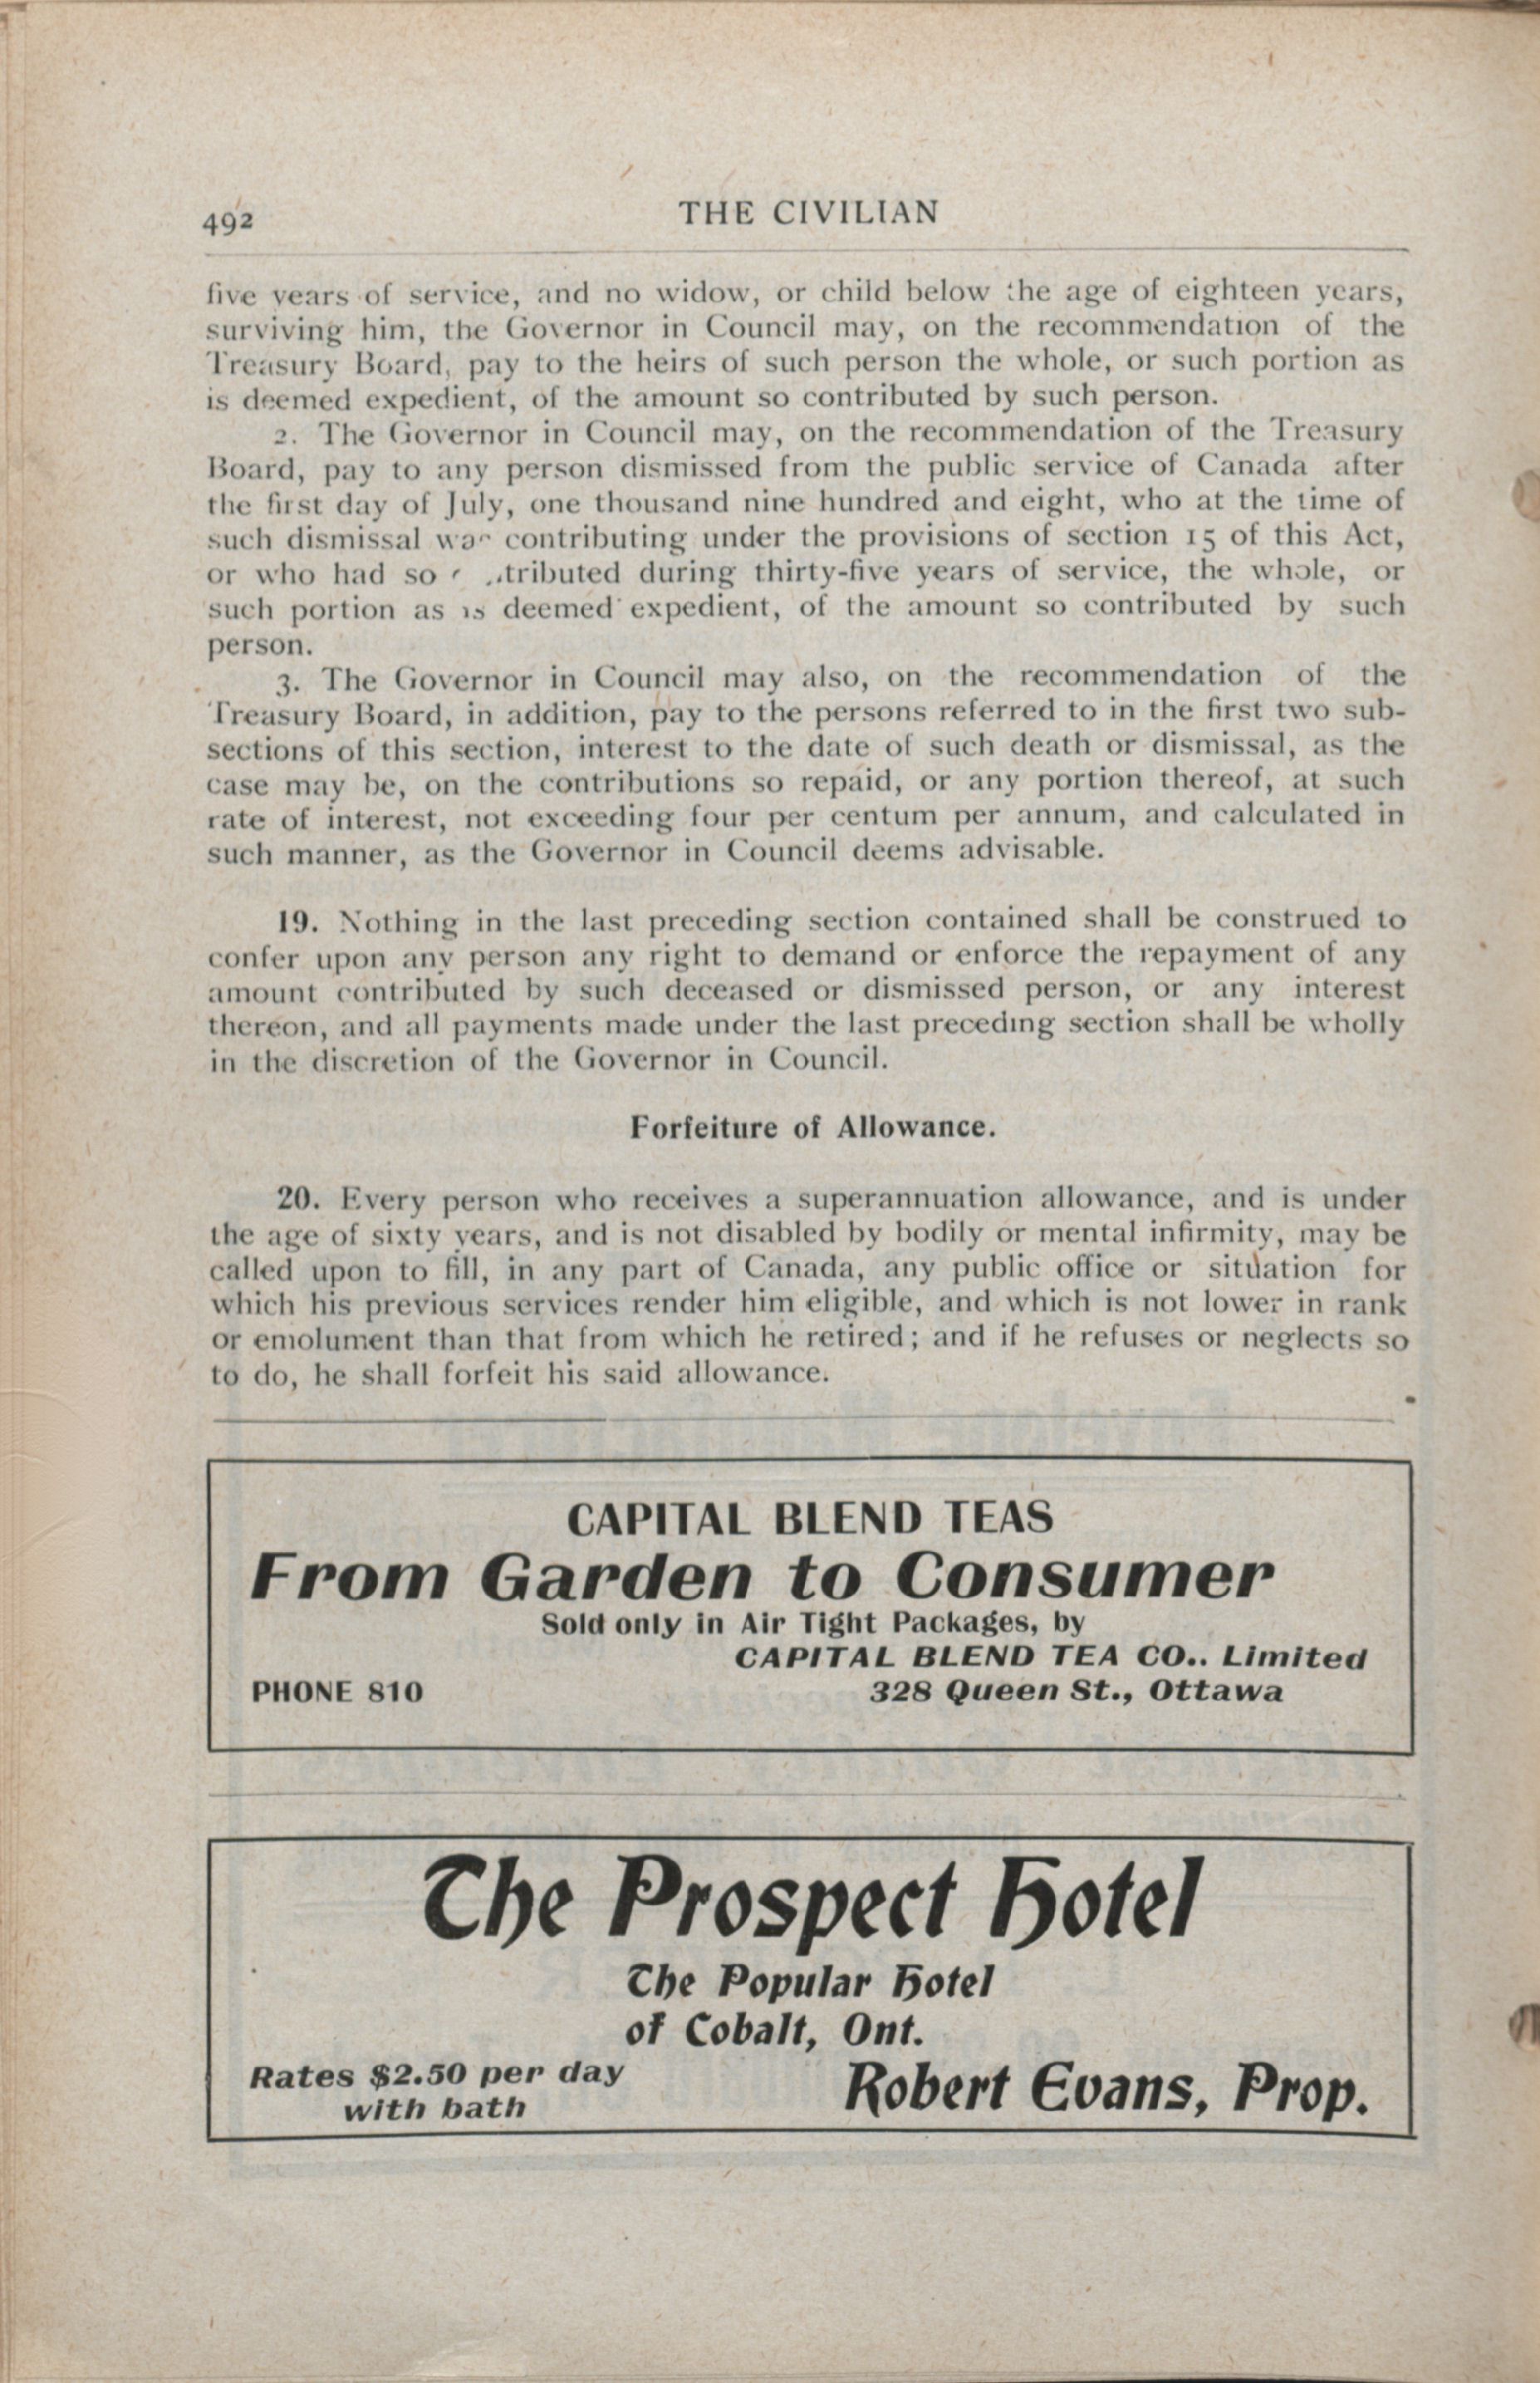 492
THE CIVILIAN
five years of service, and no widow, or child below the age of eighteen years,
surviving him, the Governor in Council may, on the recommendation of the
Treasury Board, pay to the heirs of such person the whole, or such portion as
is deemed expedient, of the amount so contributed by such person.
2. The Governor in Council may, on the recommendation of the Treasury
Board, pay to any person dismissed from the public service of Canada after
the first day of July, one thousand nine hundred and eight, who at the time of
such dismissal was contributing under the provisions of section 15 of this Act,
or who had so tributed during thirty-five years of service, the whole, or
such portion as is deemed expedient, of the amount so contributed by such
person.
3. The Governor in Council may also, on the recommendation of the
Treasury Board, in addition, pay to the persons referred to in the first two sub-
sections of this section, interest to the date of such death or dismissal, as the
case may be, on the contributions so repaid, or any portion thereof, at such
rate of interest, not exceeding four per centum per annum, and calculated in
such manner, as the Governor in Council deems advisable.
19. Nothing in the last preceding section contained shall be construed to
confer upon any person any right to demand or enforce the repayment of any
amount contributed by such deceased or dismissed person, or any interest
thereon, and all payments made under the last preceding section shall be wholly
in the discretion of the Governor in Council.
Forfeiture of Allowance.
20. Every person who receives a superannuation allowance, and is under
the age of sixty years, and is not disabled by bodily or mental infirmity, may be
called upon to fill, in any part of Canada, any public office or situation for
which his previous services render him eligible, and which is not lower in rank
or emolument than that from which he retired; and if he refuses or neglects so
to do, he shall forfeit his said allowance.
CAPITAL BLEND TEAS
From Garden to Consumer
Sold only in Air Tight Packages, by
CAPITAL BLEND TEA CO.. Limited
PHONE 810 328 Queen St., Ottawa
The Prospect Hotel
The Popular Hotel
of Cobalt, Ont.
Rates $2.50 per day
with bath
Robert Evans, Prop.